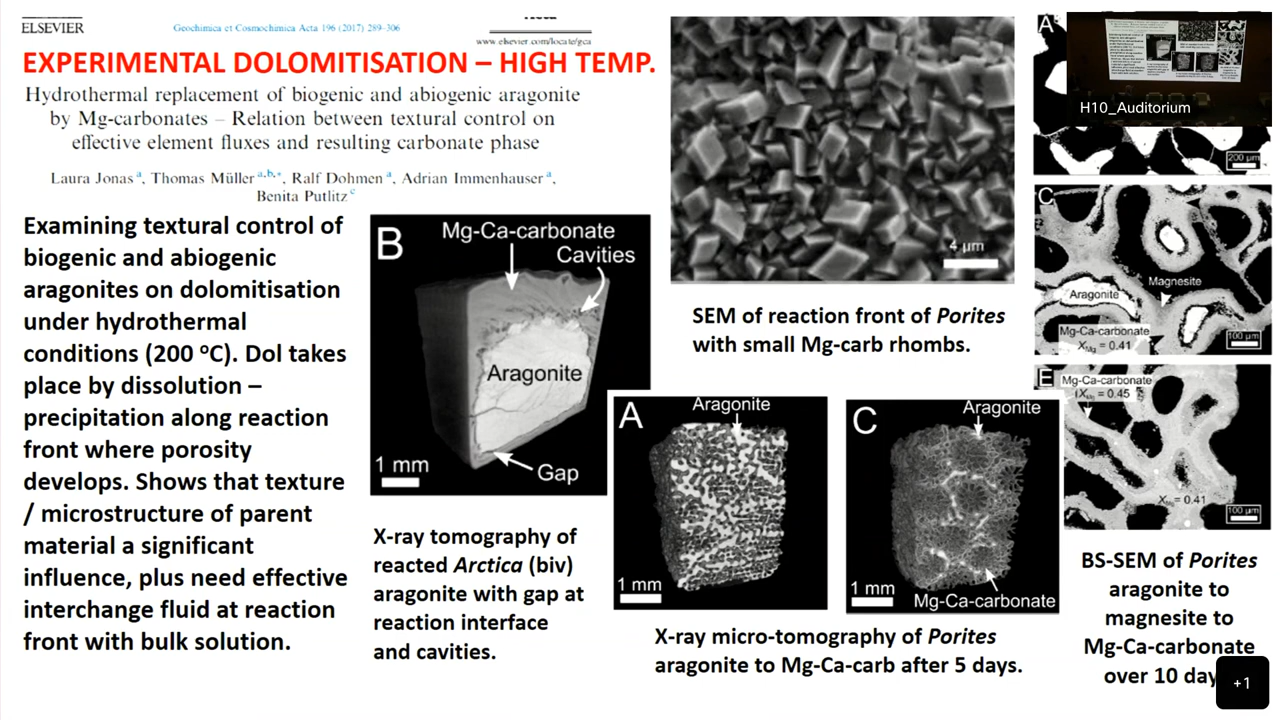 ELSEVIER
Geochimica et Cosmochimica Acta 196 (2017) 289–306
www.elsevier.com/locate/gca
EXPERIMENTAL DOLOMITISATION – HIGH TEMP.
Hydrothermal replacement of biogenic and abiogenic aragonite
by Mg-carbonates – Relation between textural control on
effective element fluxes and resulting carbonate phase
Laura Jonas a, Thomas Müller a,b,*, Ralf Dohmen a, Adrian Immenhauser a,
Benita Putlitz c
Examining textural control of
biogenic and abiogenic
aragonites on dolomitisation
under hydrothermal
conditions (200 oC). Dol takes
place by dissolution –
precipitation along reaction
front where porosity
develops. Shows that texture
/ microstructure of parent
material a significant
influence, plus need effective
interchange fluid at reaction
front with bulk solution.
B
Mg-Ca-carbonate
Cavities
Aragonite
1 mm
Gap
X-ray tomography of
reacted Arctica (biv)
aragonite with gap at
reaction interface
and cavities.
4 μm
SEM of reaction front of Porites
with small Mg-carb rhombs.
A
Aragonite
1 mm
C
Aragonite
1 mm
Mg-Ca-carbonate
X-ray micro-tomography of Porites
aragonite to Mg-Ca-carb after 5 days.
A
H10_Auditorium
200 μm
C
Magnesite
Aragonite
Mg-Ca-carbonate
XMg = 0.41
100 μm
E
Mg-Ca-carbonate
XMg = 0.45
XMg = 0.41
100 μm
BS-SEM of Porites
aragonite to
magnesite to
Mg-Ca-carbonate
over 10 day
+1